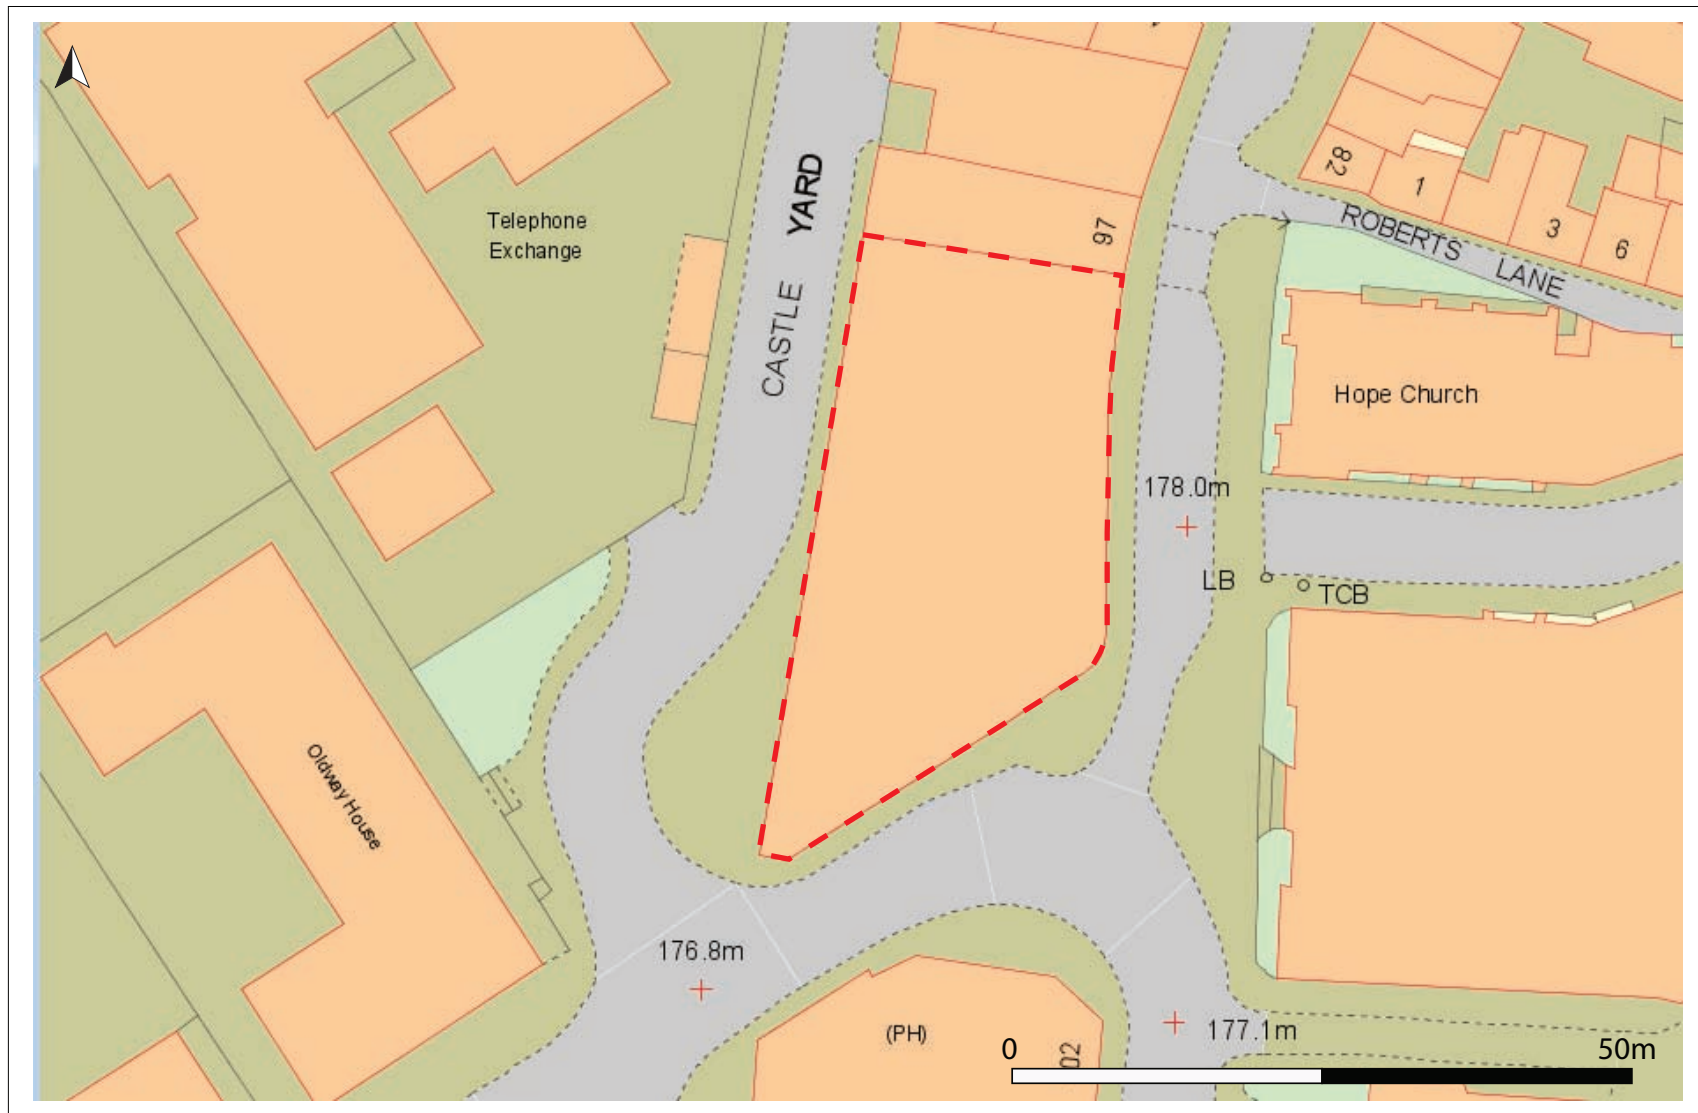 CASTLE YARD
Telephone
Exchange
97
82
1
3
6
ROBERTS LANE
Hope Church
178.0m
LB
TCB
Oldway House
176.8m
177.1m
(PH)
0
50m